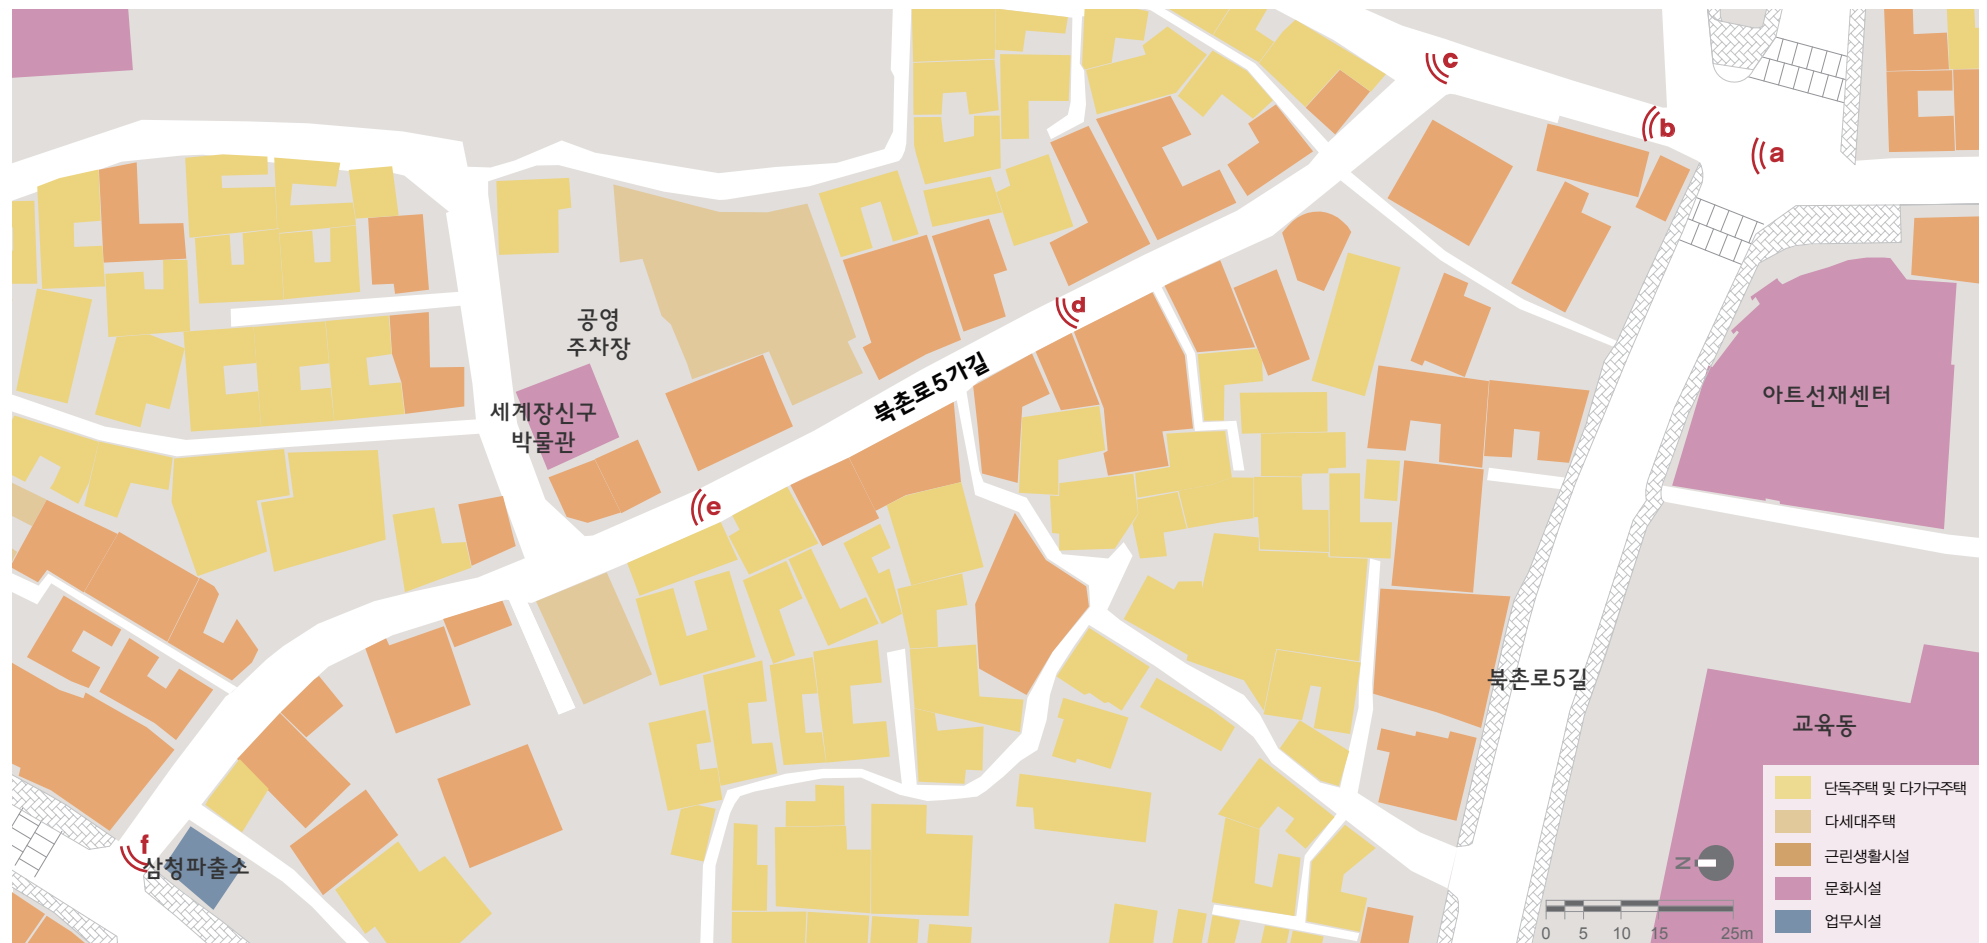 c
b
a
d
공영
주차장
세계장신구
박물관
북촌로5가길
아트선재센터
e
북촌로5길
교육동
f
삼청파출소
단독주택 및 다가구주택
다세대주택
근린생활시설
문화시설
업무시설
N
0 5 10 15 25m